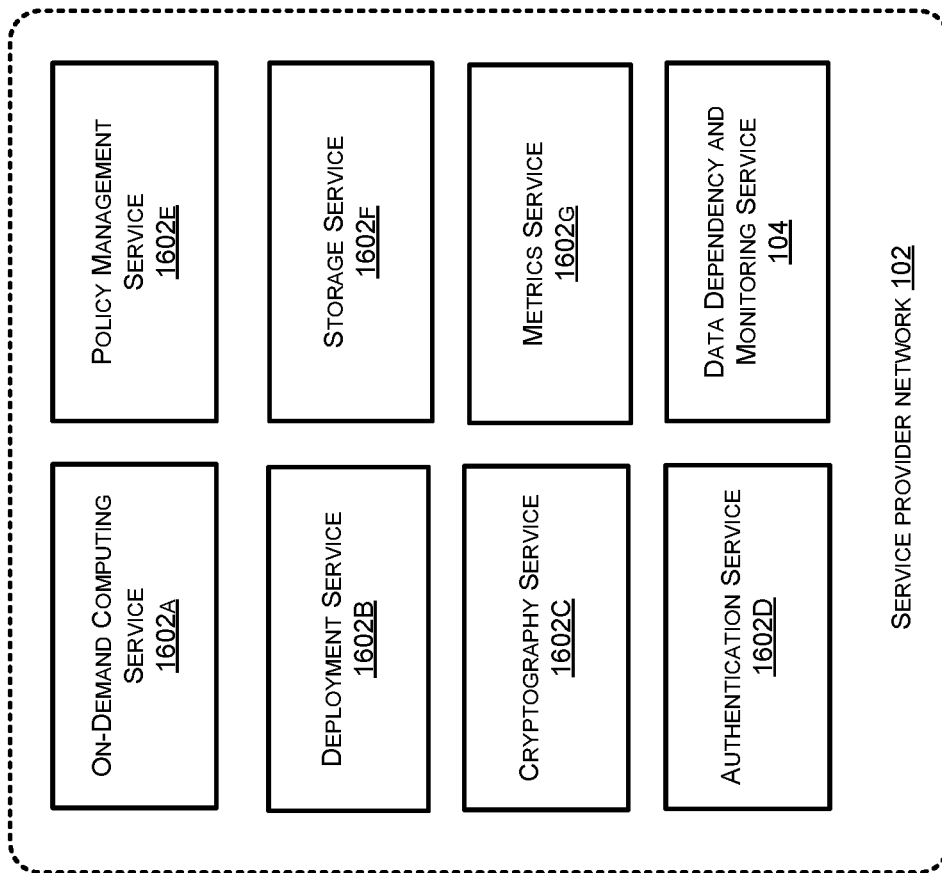 ON-DEMAND COMPUTING
SERVICE
1602A
POLICY MANAGEMENT
SERVICE
1602E
DEPLOYMENT SERVICE
1602B
STORAGE SERVICE
1602F
CRYPTOGRAPHY SERVICE
1602C
METRICS SERVICE
1602G
AUTHENTICATION SERVICE
1602D
DATA DEPENDENCY AND
MONITORING SERVICE
104
SERVICE PROVIDER NETWORK 102